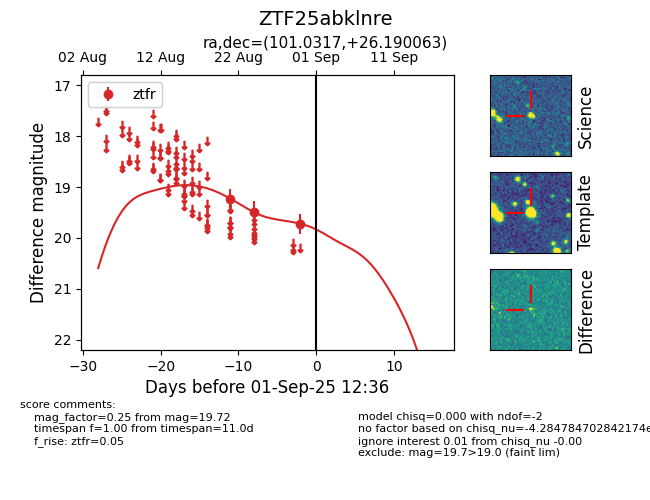 ZTF25abklnre
ra,dec=(101.0317,+26.190063)
02 Aug
12 Aug
22 Aug
01 Sep
11 Sep
ztfr
17
18
19
20
21
22
Difference magnitude
−30
−20
−10
0
10
Days before 01-Sep-25 12:36
Science
Template
Difference
score comments:
mag_factor=0.25 from mag=19.72
timespan f=1.00 from timespan=11.0d
f_rise: ztfr=0.05
model chisq=0.000 with ndof=-2
no factor based on chisq_nu=-4.284784702842174e
ignore interest 0.01 from chisq_nu -0.00
exclude: mag=19.7>19.0 (faint lim)